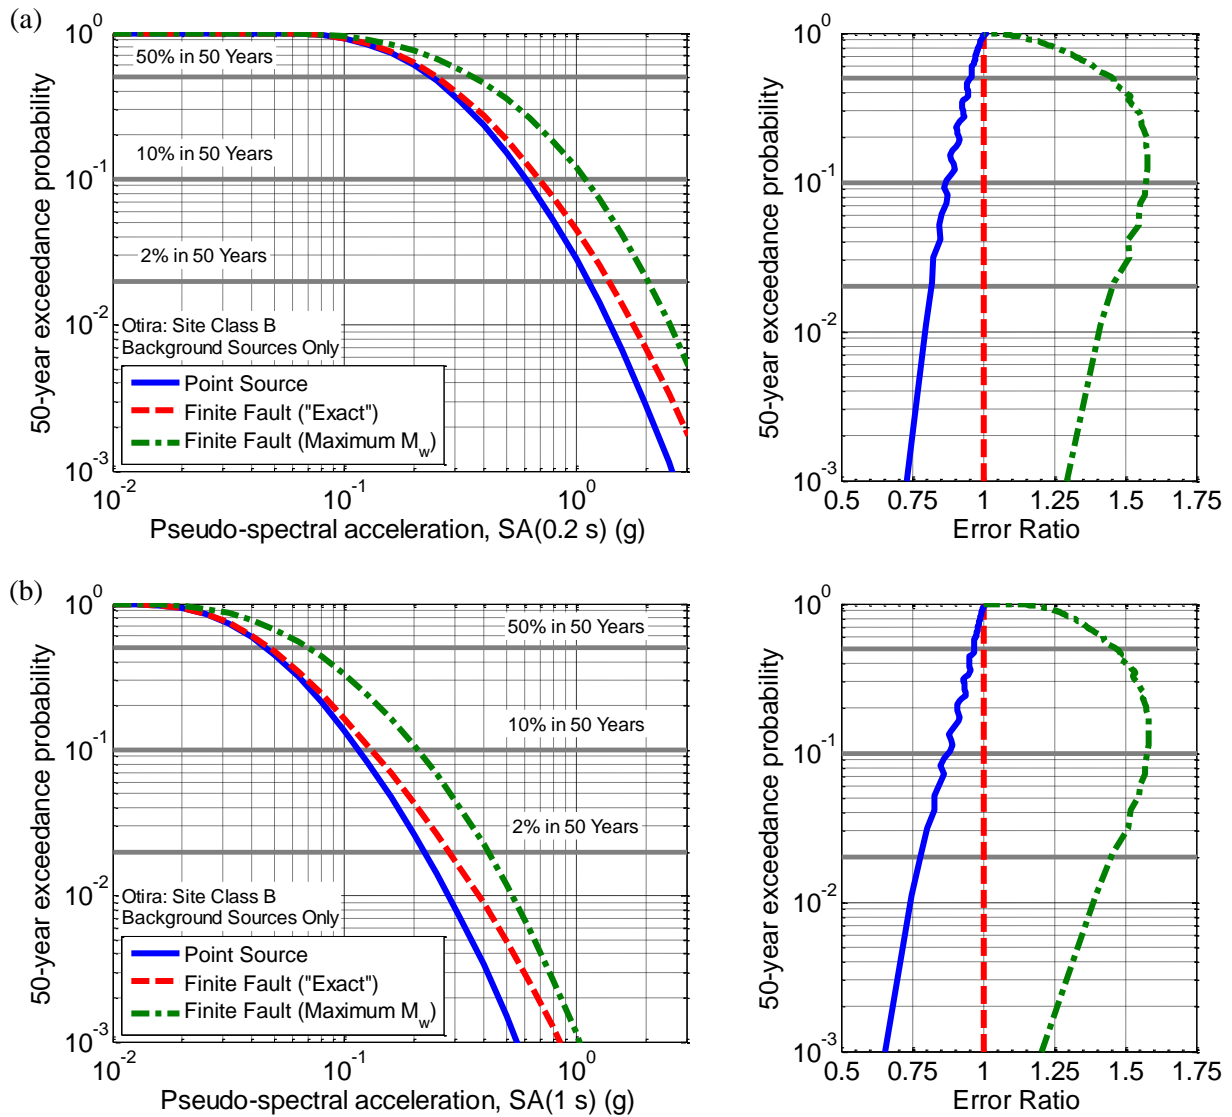 (a)
50-year exceedance probability
10^0
10^-1
10^-2
10^-3
50% in 50 Years
10% in 50 Years
2% in 50 Years
Otira: Site Class B
Background Sources Only
Point Source
Finite Fault ("Exact")
Finite Fault (Maximum M_w)
10^-2 10^-1 10^0
Pseudo-spectral acceleration, SA(0.2 s) (g)
50-year exceedance probability
10^0
10^-1
10^-2
10^-3
0.5 0.75 1 1.25 1.5 1.75
Error Ratio
(b)
50-year exceedance probability
10^0
10^-1
10^-2
10^-3
50% in 50 Years
10% in 50 Years
2% in 50 Years
Otira: Site Class B
Background Sources Only
Point Source
Finite Fault ("Exact")
Finite Fault (Maximum M_w)
10^-2 10^-1 10^0
Pseudo-spectral acceleration, SA(1 s) (g)
50-year exceedance probability
10^0
10^-1
10^-2
10^-3
0.5 0.75 1 1.25 1.5 1.75
Error Ratio